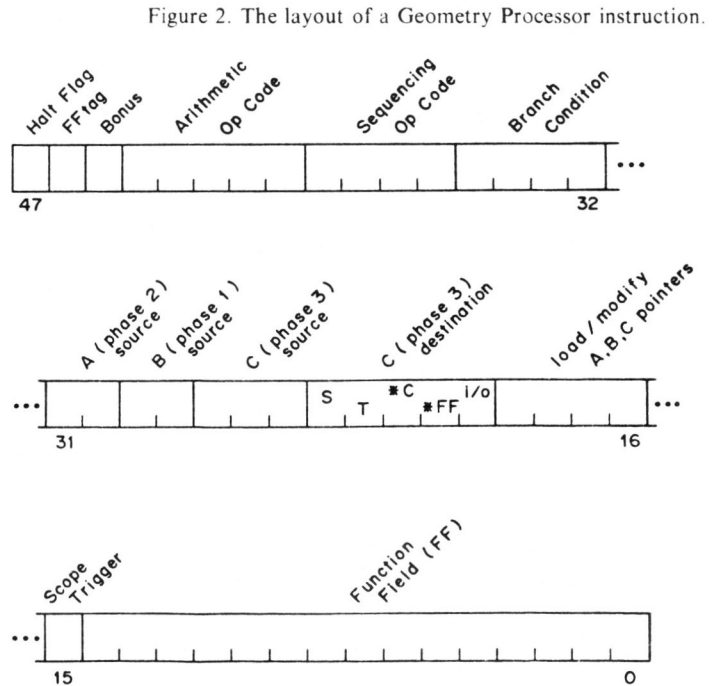 Figure 2. The layout of a Geometry Processor instruction.
Halt Flag
FFtag
Bonus
Arithmetic
Op Code
Sequencing
Op Code
Branch
Condition
...
47
32
A (phase 2)
source
B (phase 1)
source
C (phase 3)
source
C (phase 3)
destination
load/modify
A,B,C pointers
...
S
T
*C
*FF
i/o
...
31
16
Scope
Trigger
Function
Field (FF)
...
15
0